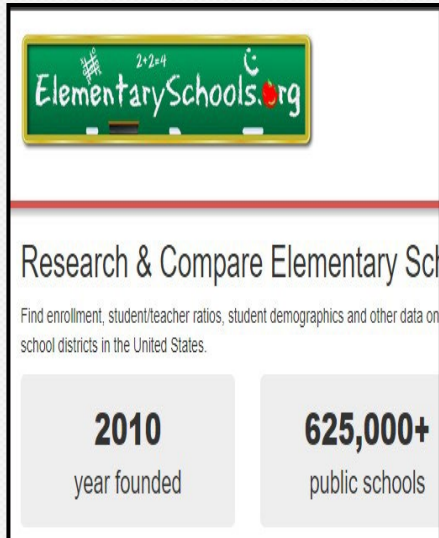 2+2=4
ElementarySchools.org
Research & Compare Elementary Sch
Find enrollment, student/teacher ratios, student demographics and other data on
school districts in the United States.
2010
625,000+
year founded
public schools